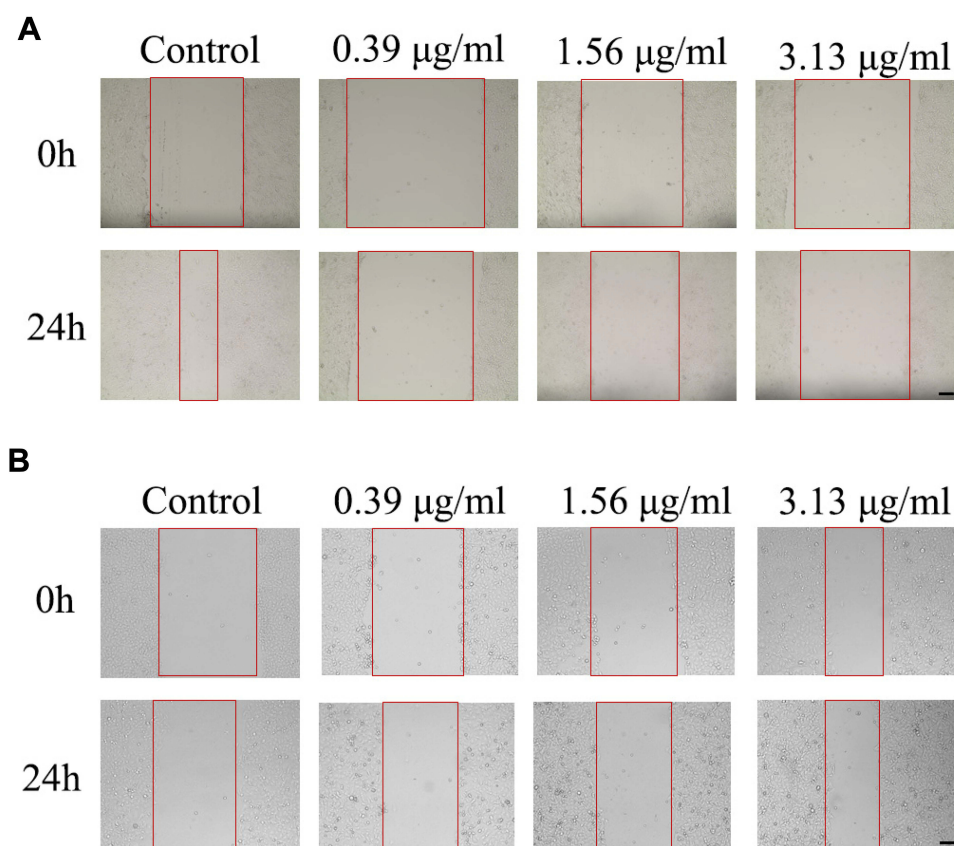 A
Control 0.39 μg/ml 1.56 μg/ml 3.13 μg/ml
0h
24h
B
Control 0.39 μg/ml 1.56 μg/ml 3.13 μg/ml
0h
24h